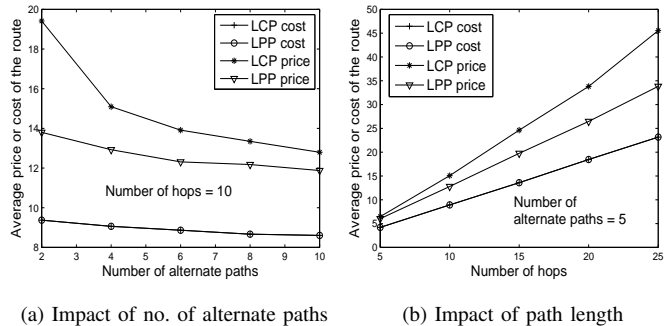 20
18
16
14
12
10
8
2
3
4
5
6
7
8
9
10
Average price or cost of the route
Number of alternate paths
LCP cost
LPP cost
LCP price
LPP price
Number of hops = 10
(a) Impact of no. of alternate paths
50
45
40
35
30
25
20
15
10
5
0
5
10
15
20
25
Average price or cost of the route
Number of hops
LCP cost
LPP cost
LCP price
LPP price
Number of
alternate paths = 5
(b) Impact of path length